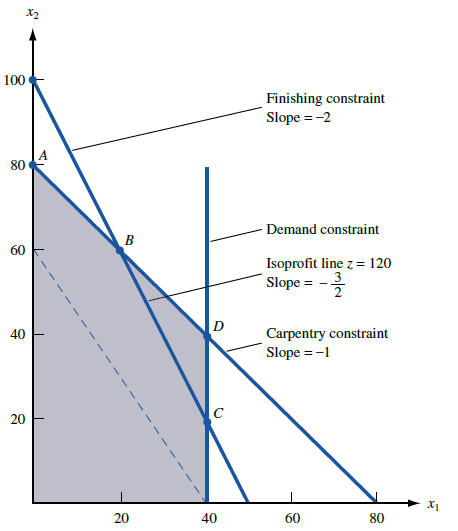 x2
100
Finishing constraint
Slope = –2
80
A
Demand constraint
60
B
Isoprofit line z = 120
Slope = – 3/2
40
D
Carpentry constraint
Slope = –1
20
C
x1
20
40
60
80